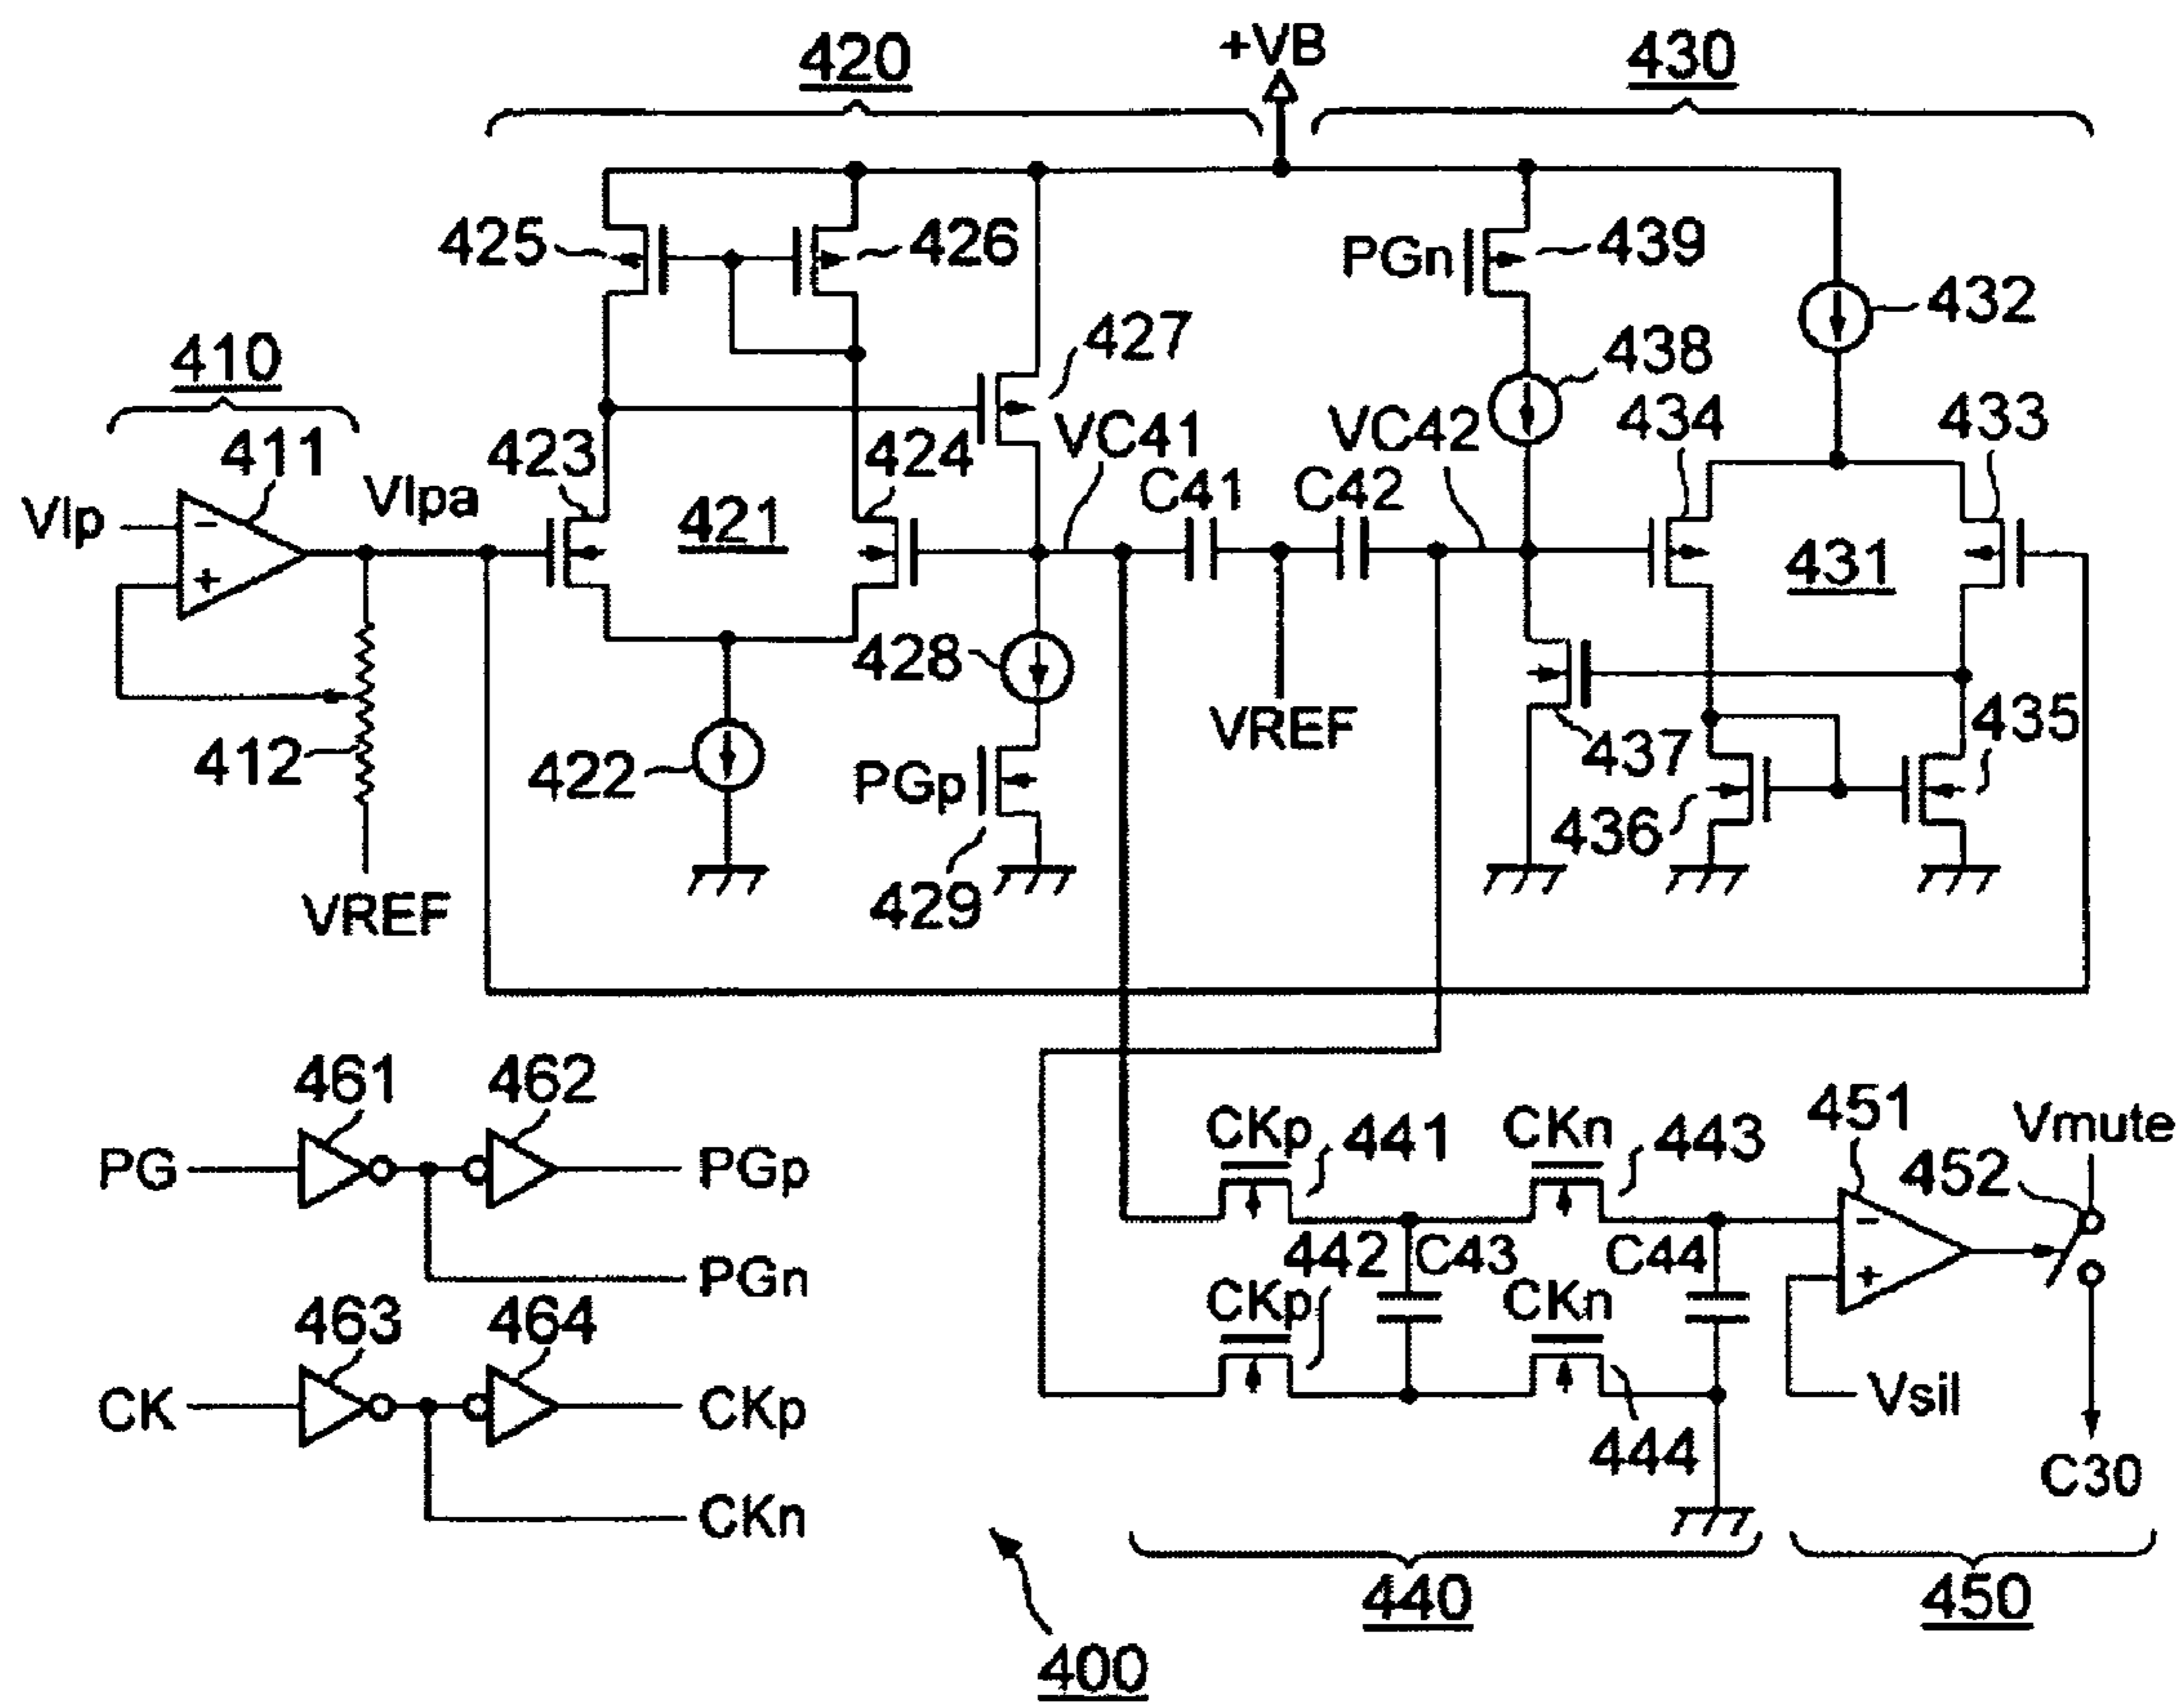 420
+VB
430
425
426
PGn
439
432
410
427
438
411
423
424
VC41
VC42
434
433
VIp
VIpa
421
C41
C42
431
428
VREF
412
422
PGp
437
435
436
429
VREF
461
462
CKp
441
CKn
443
451
Vmute
452
PG
PGp
442
C43
C44
PGn
CKp
CKn
463
464
CK
CKp
Vsil
444
C30
CKn
440
450
400